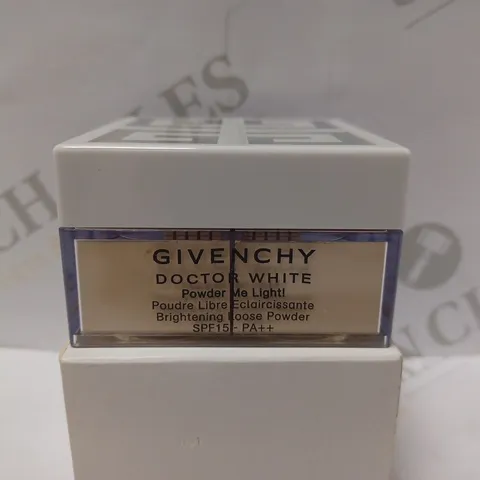 GIVENCHY
DOCTOR WHITE
Powder Me Light!
Poudre Libre Eclaircissante
Brightening Loose Powder
SPF15 - PA++